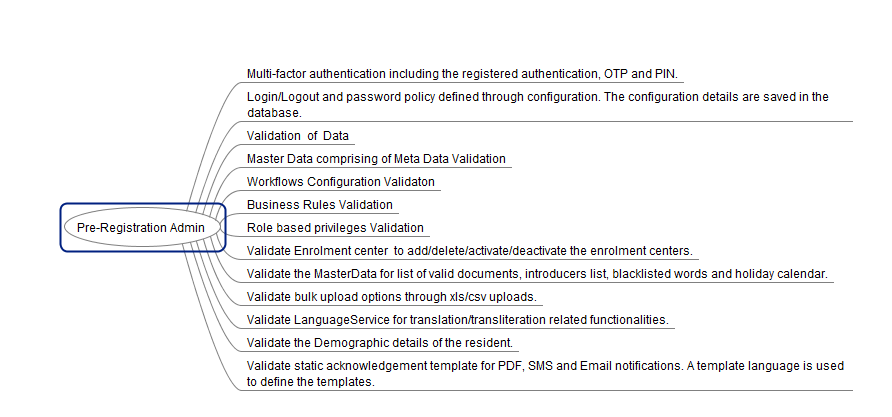 Multi-factor authentication including the registered authentication, OTP and PIN.
Login/Logout and password policy defined through configuration. The configuration details are saved in the
database.
Validation of Data
Master Data comprising of Meta Data Validation
Workflows Configuration Validaton
Business Rules Validation
Pre-Registration Admin
Role based privileges Validation
Validate Enrolment center to add/delete/activate/deactivate the enrolment centers.
Validate the MasterData for list of valid documents, introducers list, blacklisted words and holiday calendar.
Validate bulk upload options through xls/csv uploads.
Validate LanguageService for translation/transliteration related functionalities.
Validate the Demographic details of the resident.
Validate static acknowledgement template for PDF, SMS and Email notifications. A template language is used
to define the templates.